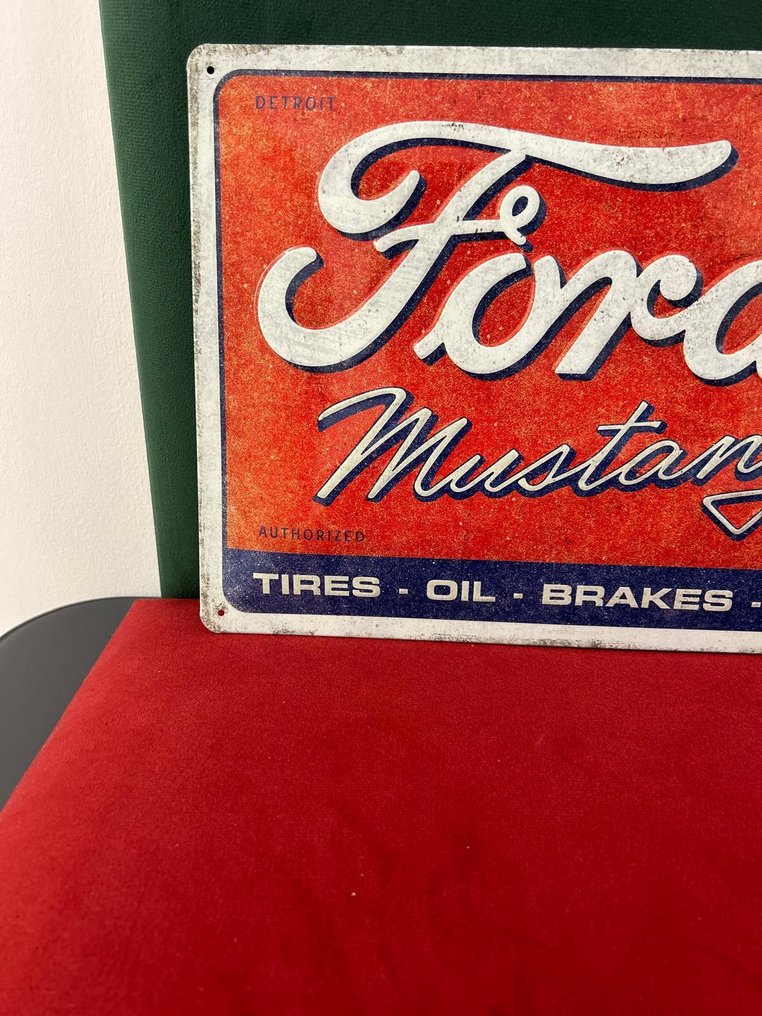 DETROIT
Ford
Mustang
AUTHORIZED
TIRES - OIL - BRAKES -